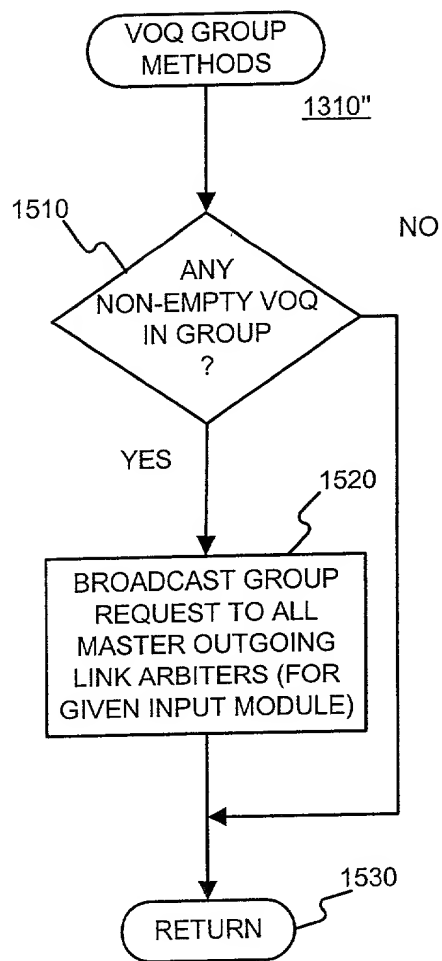 VOQ GROUP
METHODS
1310"
1510
NO
ANY
NON-EMPTY VOQ
IN GROUP
?
YES
1520
BROADCAST GROUP
REQUEST TO ALL
MASTER OUTGOING
LINK ARBITERS (FOR
GIVEN INPUT MODULE)
1530
RETURN